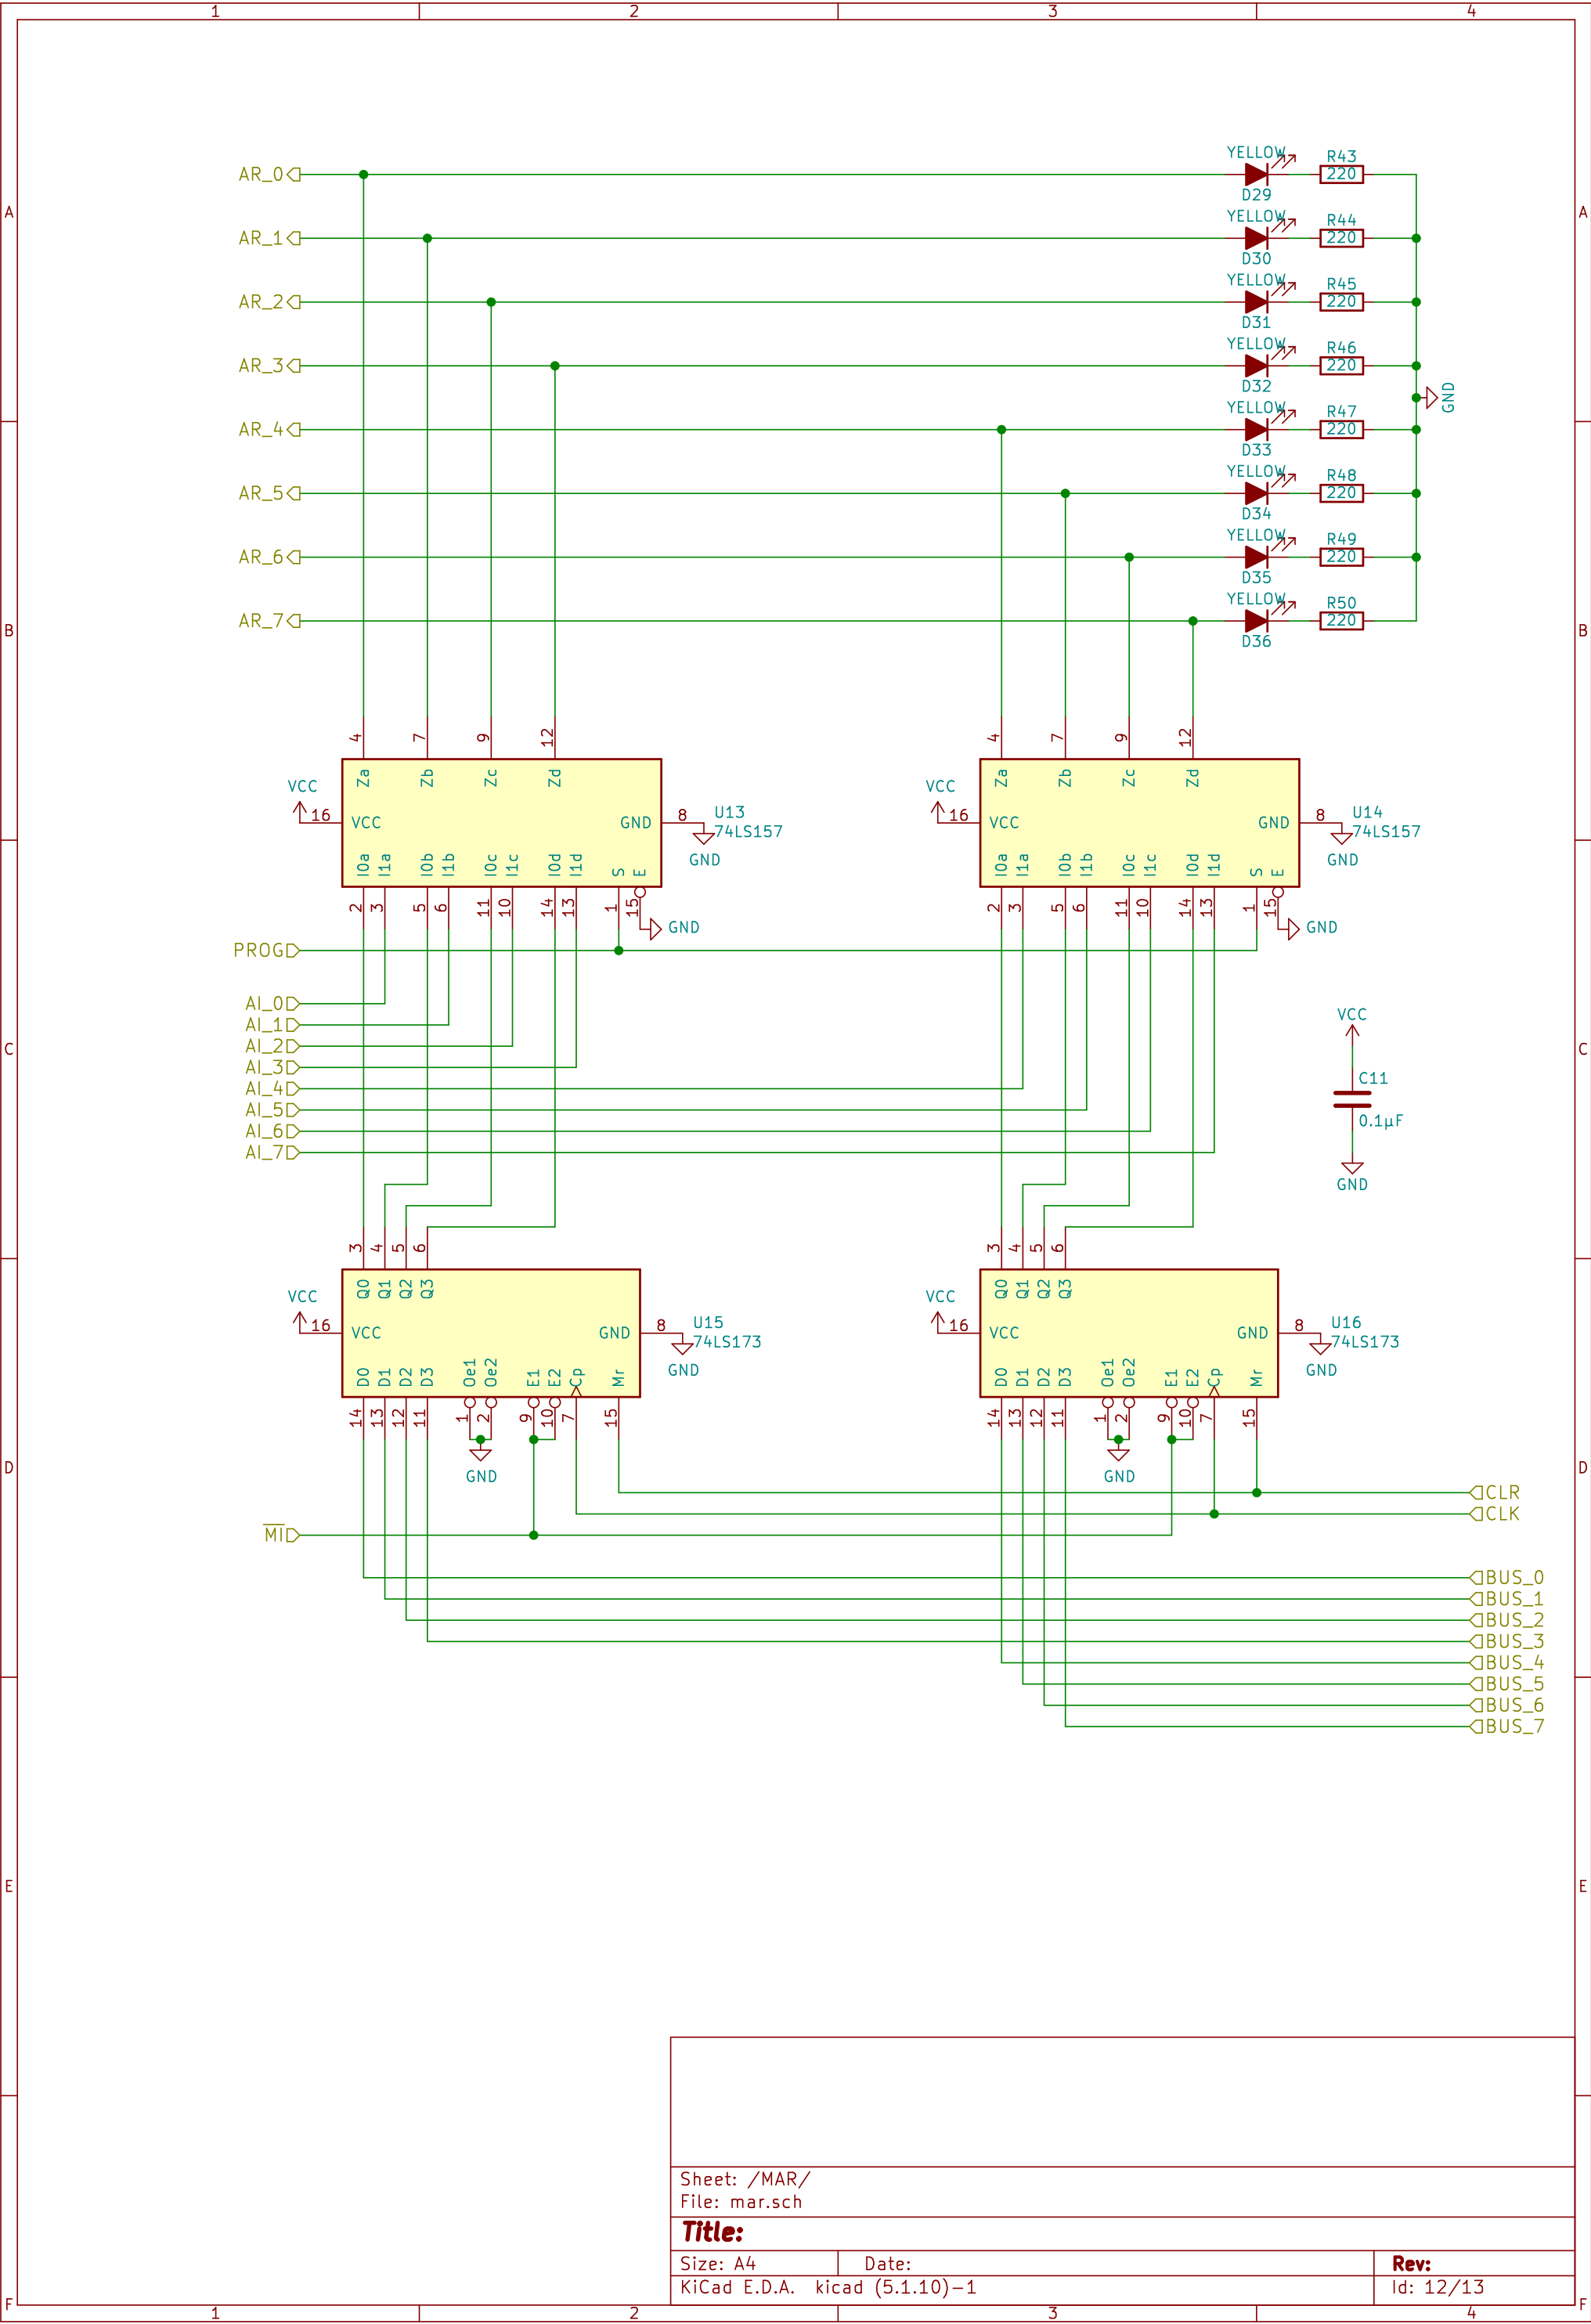 1 2 3 4
YELLOW R43
AR_0 220
D29
A A
YELLOW R44
AR_1 220
D30
YELLOW R45
AR_2 220
D31
YELLOW R46
AR_3 220
D32
GND
YELLOW R47
AR_4 220
D33
YELLOW R48
AR_5 220
D34
YELLOW R49
AR_6 220
D35
YELLOW R50
AR_7 220
D36
B B
4 7 9 12 4 7 9 12
Za Zb Zc Zd Za Zb Zc Zd
VCC VCC
16 VCC GND 8 U13 16 VCC GND 8 U14
74LS157 74LS157
GND GND
I0a I1a I0b I1b I0c I1c I0d I1d S E I0a I1a I0b I1b I0c I1c I0d I1d S E
2 3 5 6 11 10 14 13 1 15 2 3 5 6 11 10 14 13 1 15
GND GND
PROG
AI_0
VCC
AI_1
AI_2
C C
AI_3
C11
AI_4
AI_5
0.1µF
AI_6
AI_7
GND
3 4 5 6 3 4 5 6
Q0 Q1 Q2 Q3 Q0 Q1 Q2 Q3
VCC VCC
16 VCC GND 8 U15 16 VCC GND 8 U16
74LS173 74LS173
GND GND
D0 D1 D2 D3 Oe1 Oe2 E1 E2 Cp Mr D0 D1 D2 D3 Oe1 Oe2 E1 E2 Cp Mr
14 13 12 11 1 2 9 10 7 15 14 13 12 11 1 2 9 10 7 15
D D
GND GND
CLR
CLK
MI
BUS_0
BUS_1
BUS_2
BUS_3
BUS_4
BUS_5
BUS_6
BUS_7
E E
Sheet: /MAR/
File: mar.sch
Title:
Size: A4 Date: Rev:
KiCad E.D.A. kicad (5.1.10)-1 Id: 12/13
F F
1 2 3 4